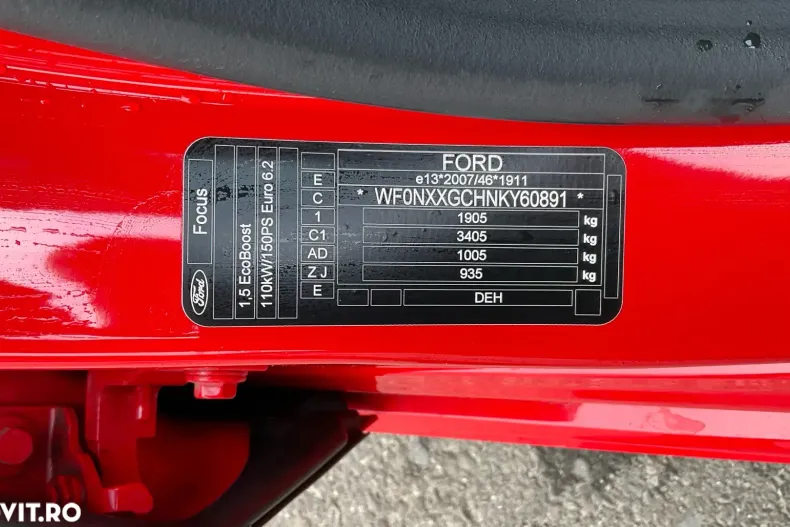 FORD
e13*2007/46*1911
* WF0NXXGCHNKY60891 *
1905 kg
3405 kg
1005 kg
935 kg
DEH
E
C
1
C1
AD
Z J
E
Focus
Ford
1,5 EcoBoost
110kW/150PS Euro 6.2
VIT.RO